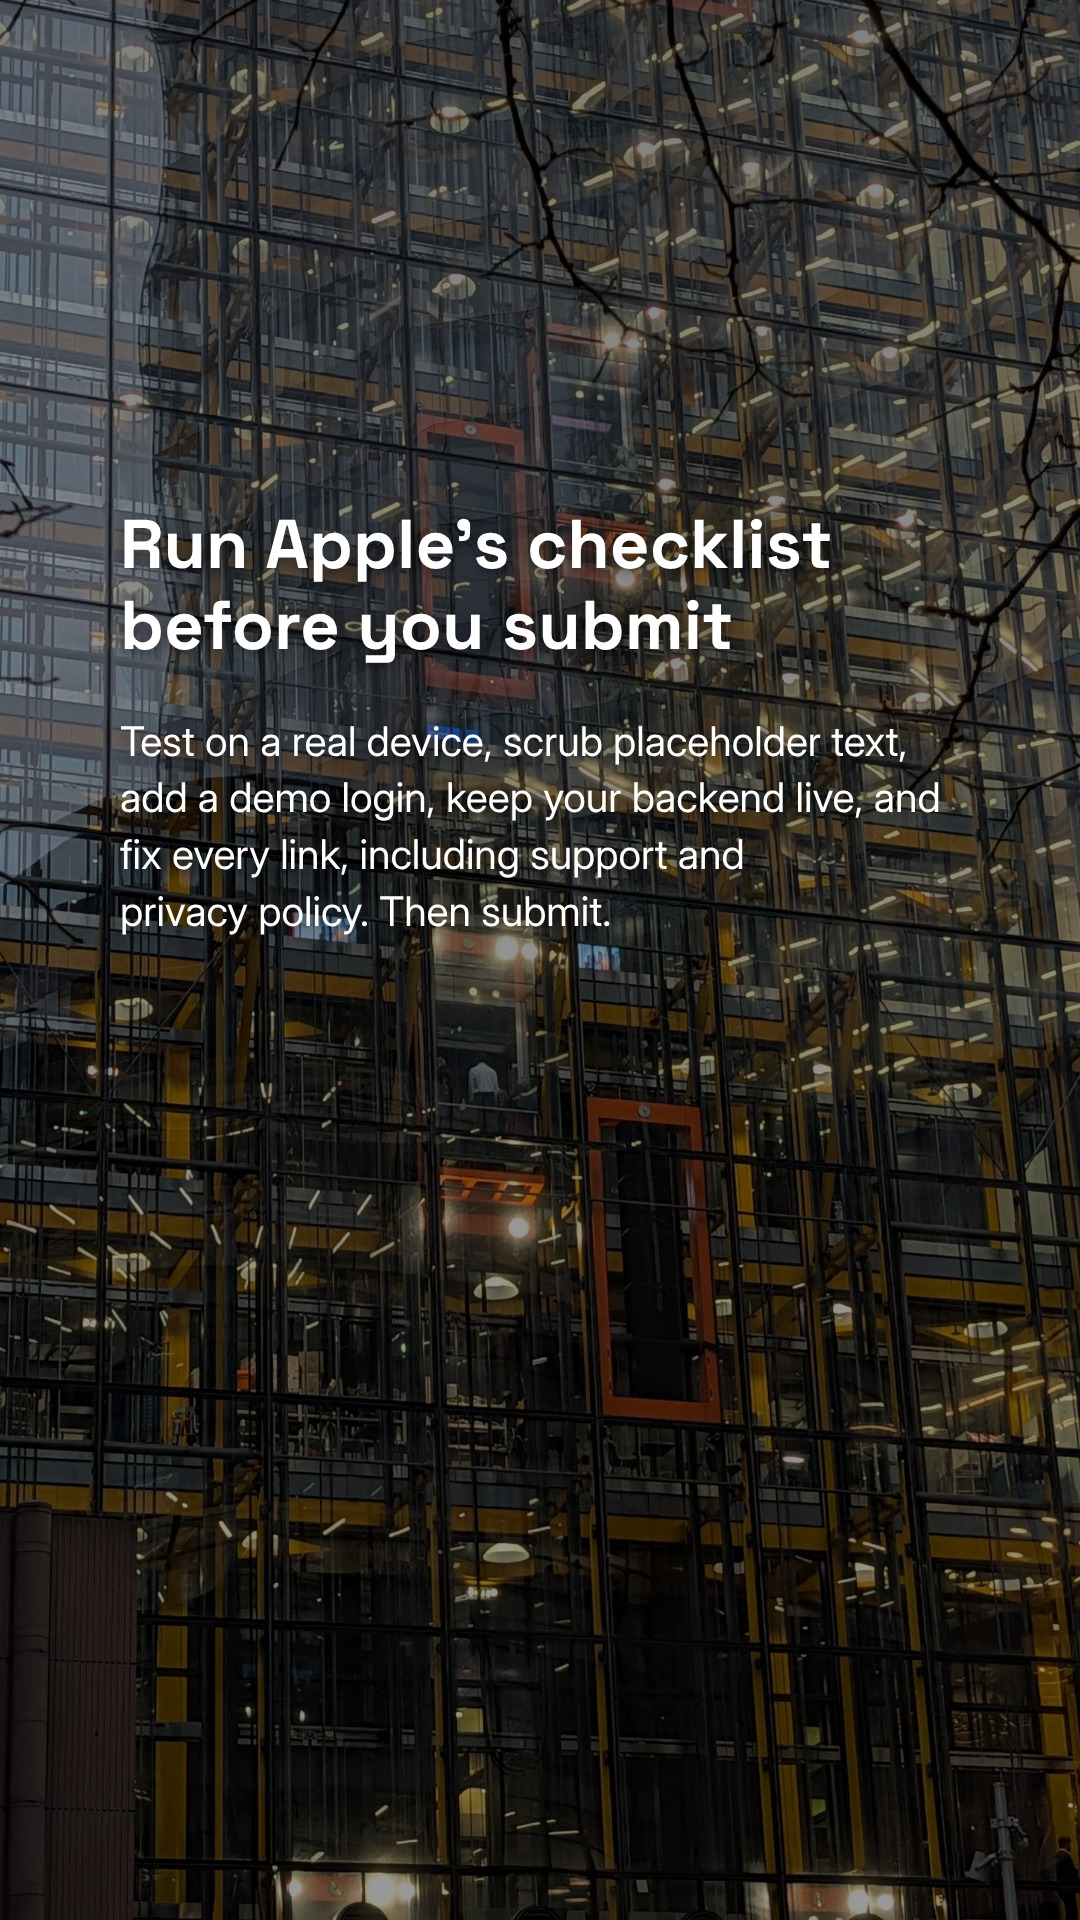 Run Apple’s checklist
before you submit
Test on a real device, scrub placeholder text,
add a demo login, keep your backend live, and
fix every link, including support and
privacy policy. Then submit.